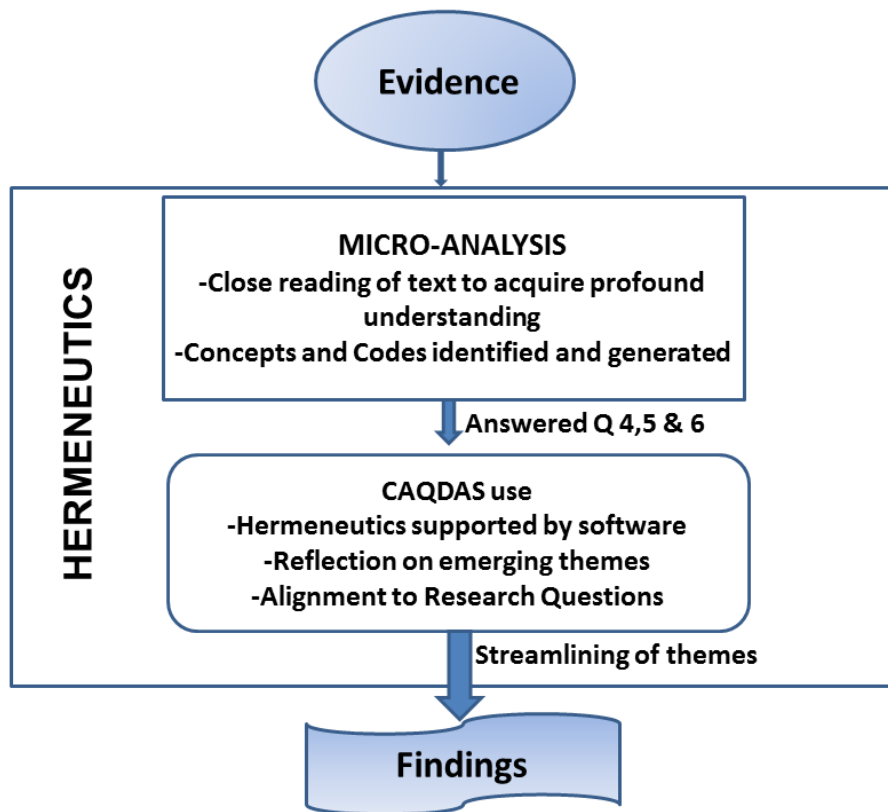 Evidence
HERMENEUTICS
MICRO-ANALYSIS
-Close reading of text to acquire profound
understanding
-Concepts and Codes identified and generated
Answered Q 4,5 & 6
CAQDAS use
-Hermeneutics supported by software
-Reflection on emerging themes
-Alignment to Research Questions
Streamlining of themes
Findings